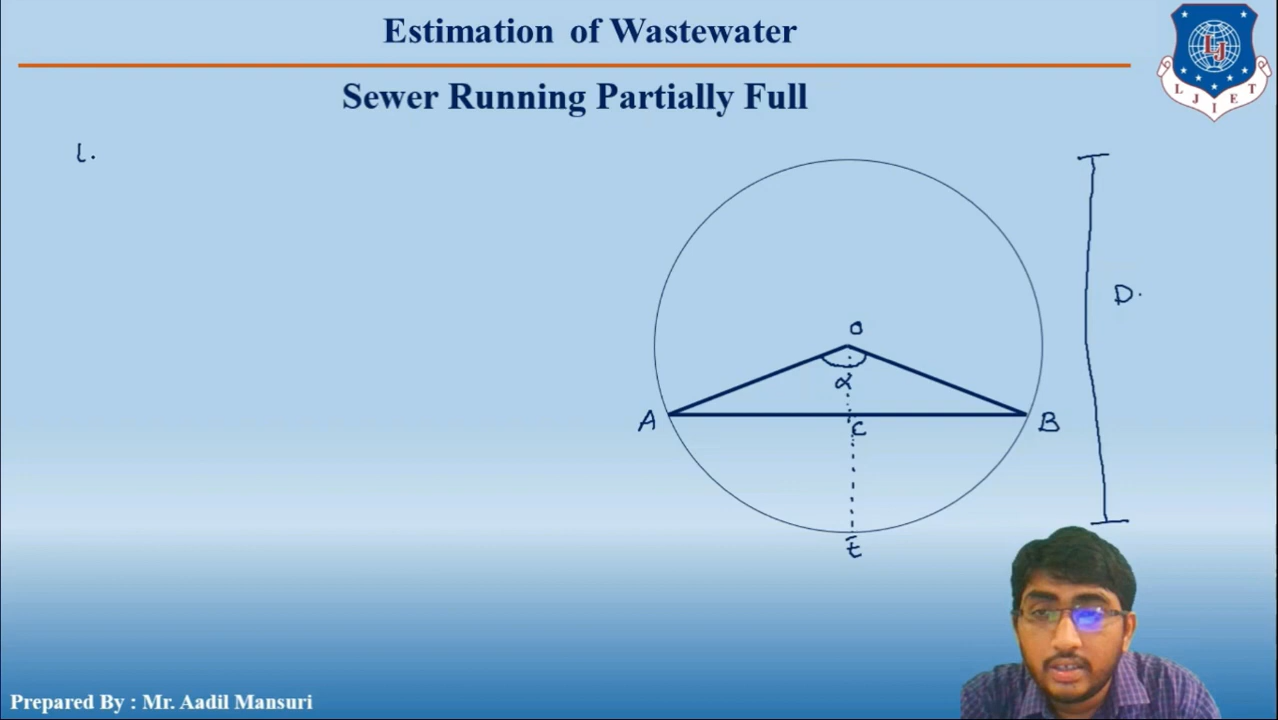 Estimation of Wastewater
Sewer Running Partially Full
L J I E T
1.
D.
O
α
A
C
B
E
Prepared By : Mr. Aadil Mansuri